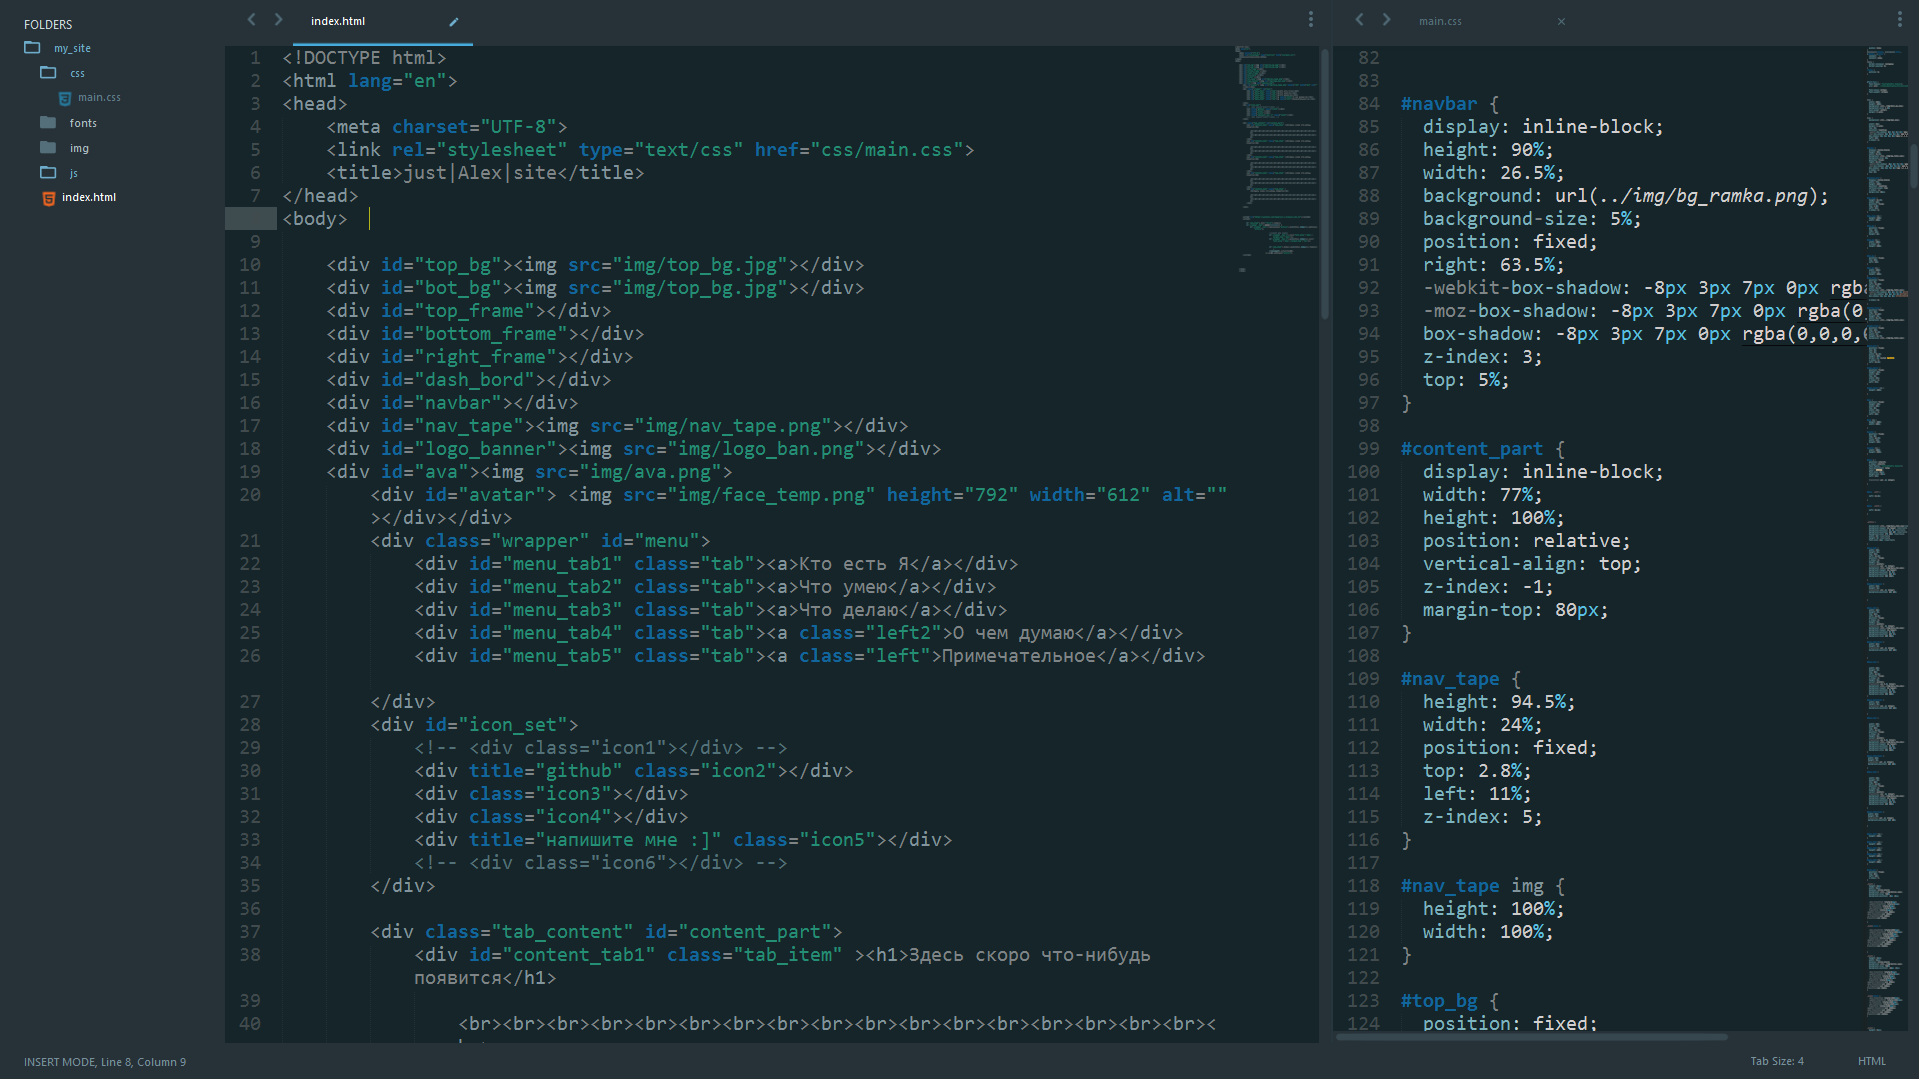 FOLDERS
my_site
css
main.css
fonts
img
js
index.html
index.html
1 <!DOCTYPE html>
2 <html lang="en">
3 <head>
4 <meta charset="UTF-8">
5 <link rel="stylesheet" type="text/css" href="css/main.css">
6 <title>just|Alex|site</title>
7 </head>
<body>
9
10 <div id="top_bg"><img src="img/top_bg.jpg"></div>
11 <div id="bot_bg"><img src="img/top_bg.jpg"></div>
12 <div id="top_frame"></div>
13 <div id="bottom_frame"></div>
14 <div id="right_frame"></div>
15 <div id="dash_bord"></div>
16 <div id="navbar"></div>
17 <div id="nav_tape"><img src="img/nav_tape.png"></div>
18 <div id="logo_banner"><img src="img/logo_ban.png"></div>
19 <div id="ava"><img src="img/ava.png">
20 <div id="avatar"> <img src="img/face_temp.png" height="792" width="612" alt=""
></div></div>
21 <div class="wrapper" id="menu">
22 <div id="menu_tab1" class="tab"><a>Кто есть Я</a></div>
23 <div id="menu_tab2" class="tab"><a>Что умею</a></div>
24 <div id="menu_tab3" class="tab"><a>Что делаю</a></div>
25 <div id="menu_tab4" class="tab"><a class="left2">О чем думаю</a></div>
26 <div id="menu_tab5" class="tab"><a class="left">Примечательное</a></div>
27 </div>
28 <div id="icon_set">
29 <!-- <div class="icon1"></div> -->
30 <div title="github" class="icon2"></div>
31 <div class="icon3"></div>
32 <div class="icon4"></div>
33 <div title="напишите мне :]" class="icon5"></div>
34 <!-- <div class="icon6"></div> -->
35 </div>
36
37 <div class="tab_content" id="content_part">
38 <div id="content_tab1" class="tab_item" ><h1>Здесь скоро что-нибудь
появится</h1>
39
40 <br><br><br><br><br><br><br><br><br><br><br><br><br><br><br><br><br><
main.css
82
83
84 #navbar {
85 display: inline-block;
86 height: 90%;
87 width: 26.5%;
88 background: url(../img/bg_ramka.png);
89 background-size: 5%;
90 position: fixed;
91 right: 63.5%;
92 -webkit-box-shadow: -8px 3px 7px 0px rgba
93 -moz-box-shadow: -8px 3px 7px 0px rgba(0,
94 box-shadow: -8px 3px 7px 0px rgba(0,0,0,
95 z-index: 3;
96 top: 5%;
97 }
98
99 #content_part {
100 display: inline-block;
101 width: 77%;
102 height: 100%;
103 position: relative;
104 vertical-align: top;
105 z-index: -1;
106 margin-top: 80px;
107 }
108
109 #nav_tape {
110 height: 94.5%;
111 width: 24%;
112 position: fixed;
113 top: 2.8%;
114 left: 11%;
115 z-index: 5;
116 }
117
118 #nav_tape img {
119 height: 100%;
120 width: 100%;
121 }
122
123 #top_bg {
124 position: fixed;
INSERT MODE, Line 8, Column 9
Tab Size: 4
HTML